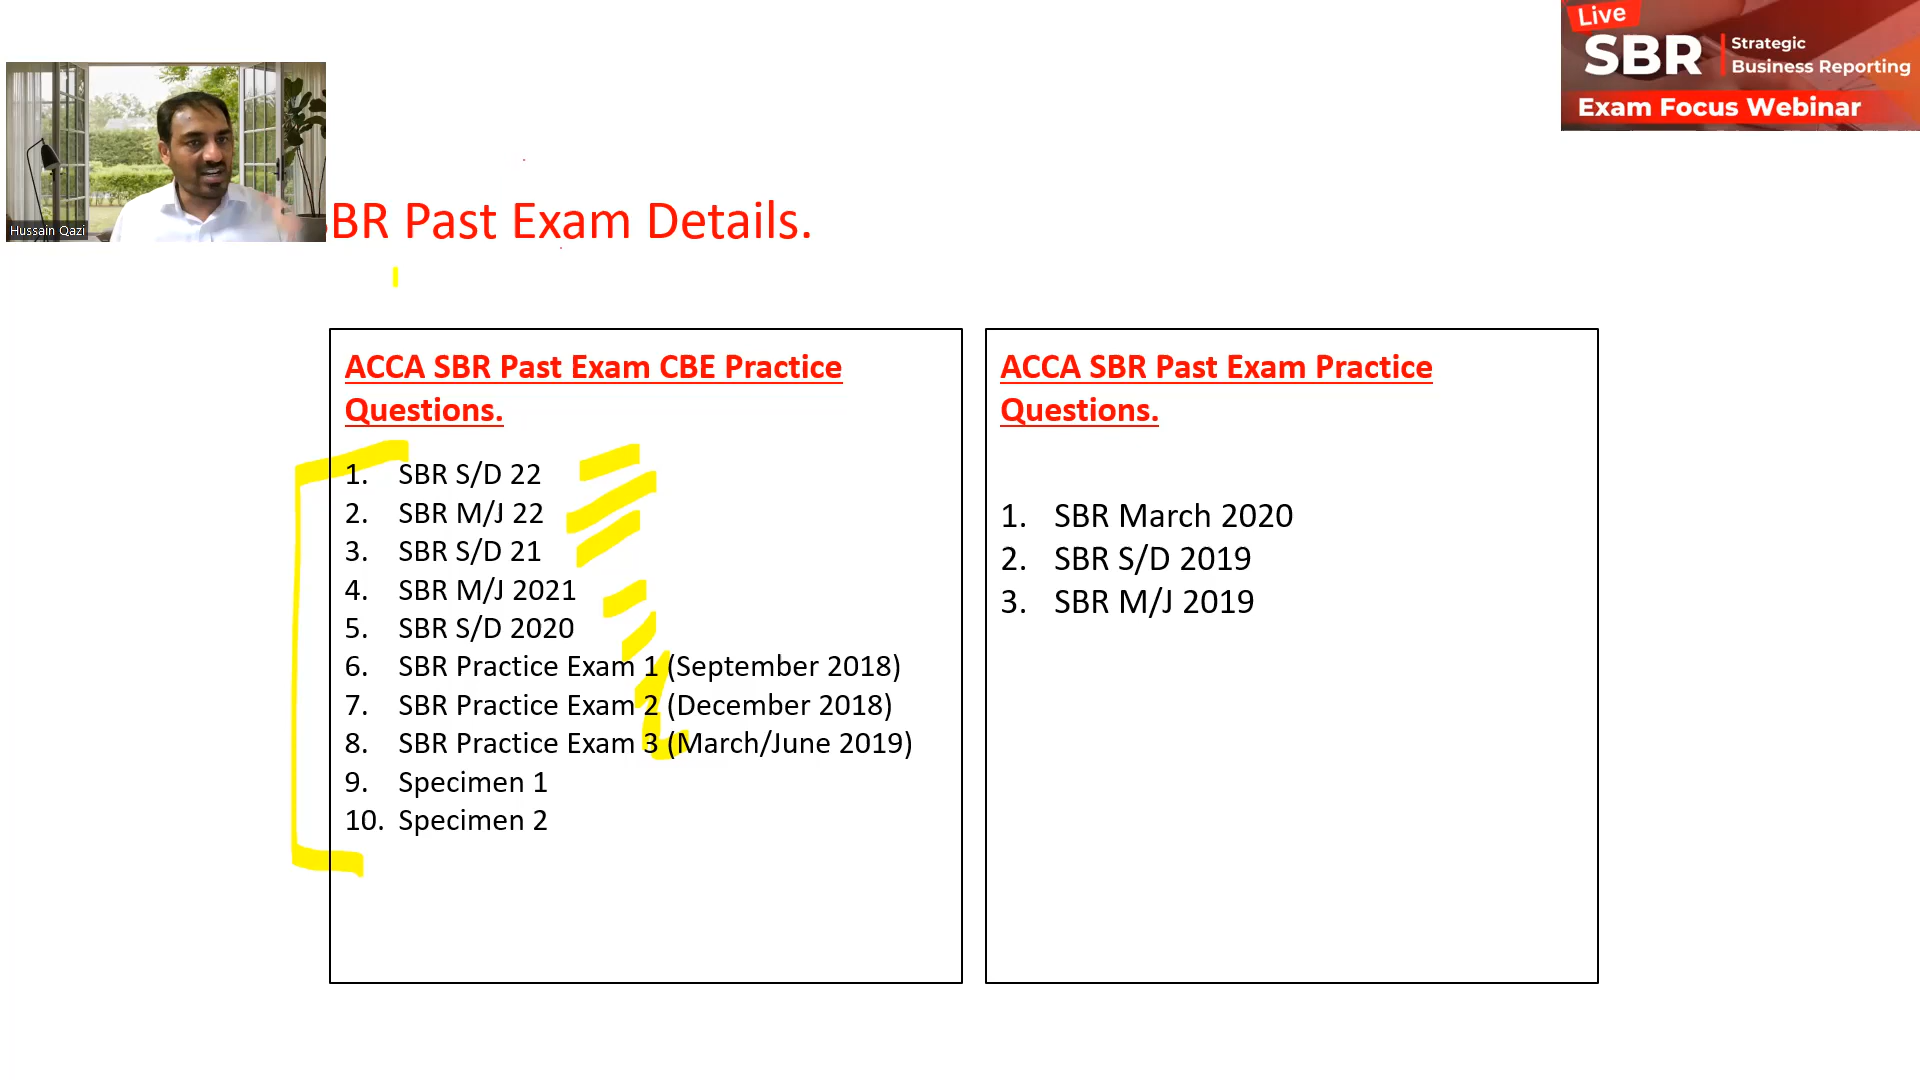 Live
SBR
Strategic
Business Reporting
Exam Focus Webinar
Hussain Qazi
BR Past Exam Details.
ACCA SBR Past Exam CBE Practice
Questions.
1. SBR S/D 22
2. SBR M/J 22
3. SBR S/D 21
4. SBR M/J 2021
5. SBR S/D 2020
6. SBR Practice Exam 1 (September 2018)
7. SBR Practice Exam 2 (December 2018)
8. SBR Practice Exam 3 (March/June 2019)
9. Specimen 1
10. Specimen 2
ACCA SBR Past Exam Practice
Questions.
1. SBR March 2020
2. SBR S/D 2019
3. SBR M/J 2019